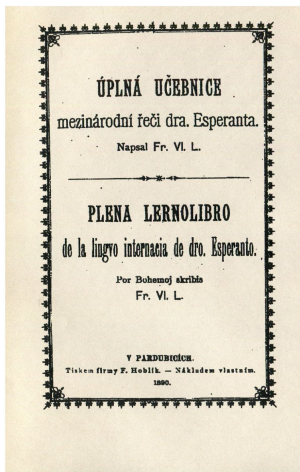 ÚPLNÁ UČEBNICE
mezinárodní řeči dra. Esperanta.
Napsal Fr. Vl. L.
PLENA LERNOLIBRO
de la lingvo internacia de dro. Esperanto.
Por Bohemoj skribis
Fr. Vl. L.
V PARDUBICÍCH.
Tiskem firmy F. Hoblík. — Nákladem vlastním.
1890.